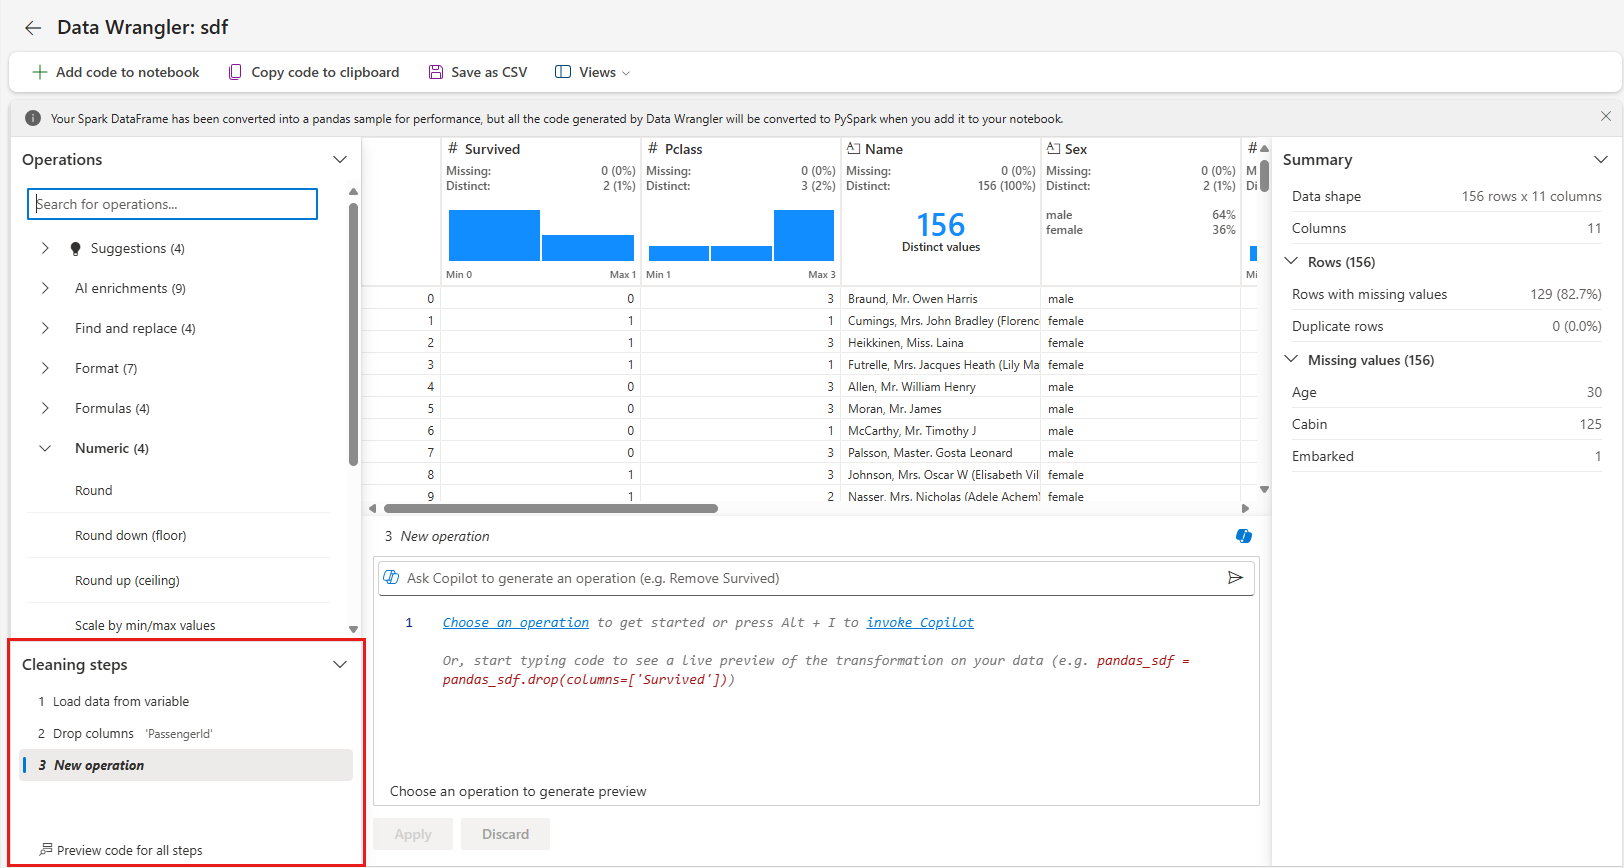 Data Wrangler: sdf
Add code to notebook
Copy code to clipboard
Save as CSV
Views
Your Spark DataFrame has been converted into a pandas sample for performance, but all the code generated by Data Wrangler will be converted to PySpark when you add it to your notebook.
Operations
Search for operations...
Suggestions (4)
AI enrichments (9)
Find and replace (4)
Format (7)
Formulas (4)
Numeric (4)
Round
Round down (floor)
Round up (ceiling)
Scale by min/max values
Cleaning steps
1 Load data from variable
2 Drop columns 'PassengerId'
3 New operation
Preview code for all steps
# Survived
Missing: 0 (0%)
Distinct: 2 (1%)
Min 0 Max 1
# Pclass
Missing: 0 (0%)
Distinct: 3 (2%)
Min 1 Max 3
Name
Missing: 0 (0%)
Distinct: 156 (100%)
156
Distinct values
Sex
Missing: 0 (0%)
Distinct: 2 (1%)
male 64%
female 36%
#
M
Di
Mi
0 0 3 Braund, Mr. Owen Harris male
1 1 1 Cumings, Mrs. John Bradley (Florenc female
2 1 3 Heikkinen, Miss. Laina female
3 1 1 Futrelle, Mrs. Jacques Heath (Lily Ma female
4 0 3 Allen, Mr. William Henry male
5 0 3 Moran, Mr. James male
6 0 1 McCarthy, Mr. Timothy J male
7 0 3 Palsson, Master. Gosta Leonard male
8 1 3 Johnson, Mrs. Oscar W (Elisabeth Vil female
9 1 2 Nasser, Mrs. Nicholas (Adele Achem) female
3 New operation
Ask Copilot to generate an operation (e.g. Remove Survived)
1 Choose an operation to get started or press Alt + I to invoke Copilot
Or, start typing code to see a live preview of the transformation on your data (e.g. pandas_sdf =
pandas_sdf.drop(columns=['Survived']))
Choose an operation to generate preview
Apply
Discard
Summary
Data shape 156 rows x 11 columns
Columns 11
Rows (156)
Rows with missing values 129 (82.7%)
Duplicate rows 0 (0.0%)
Missing values (156)
Age 30
Cabin 125
Embarked 1